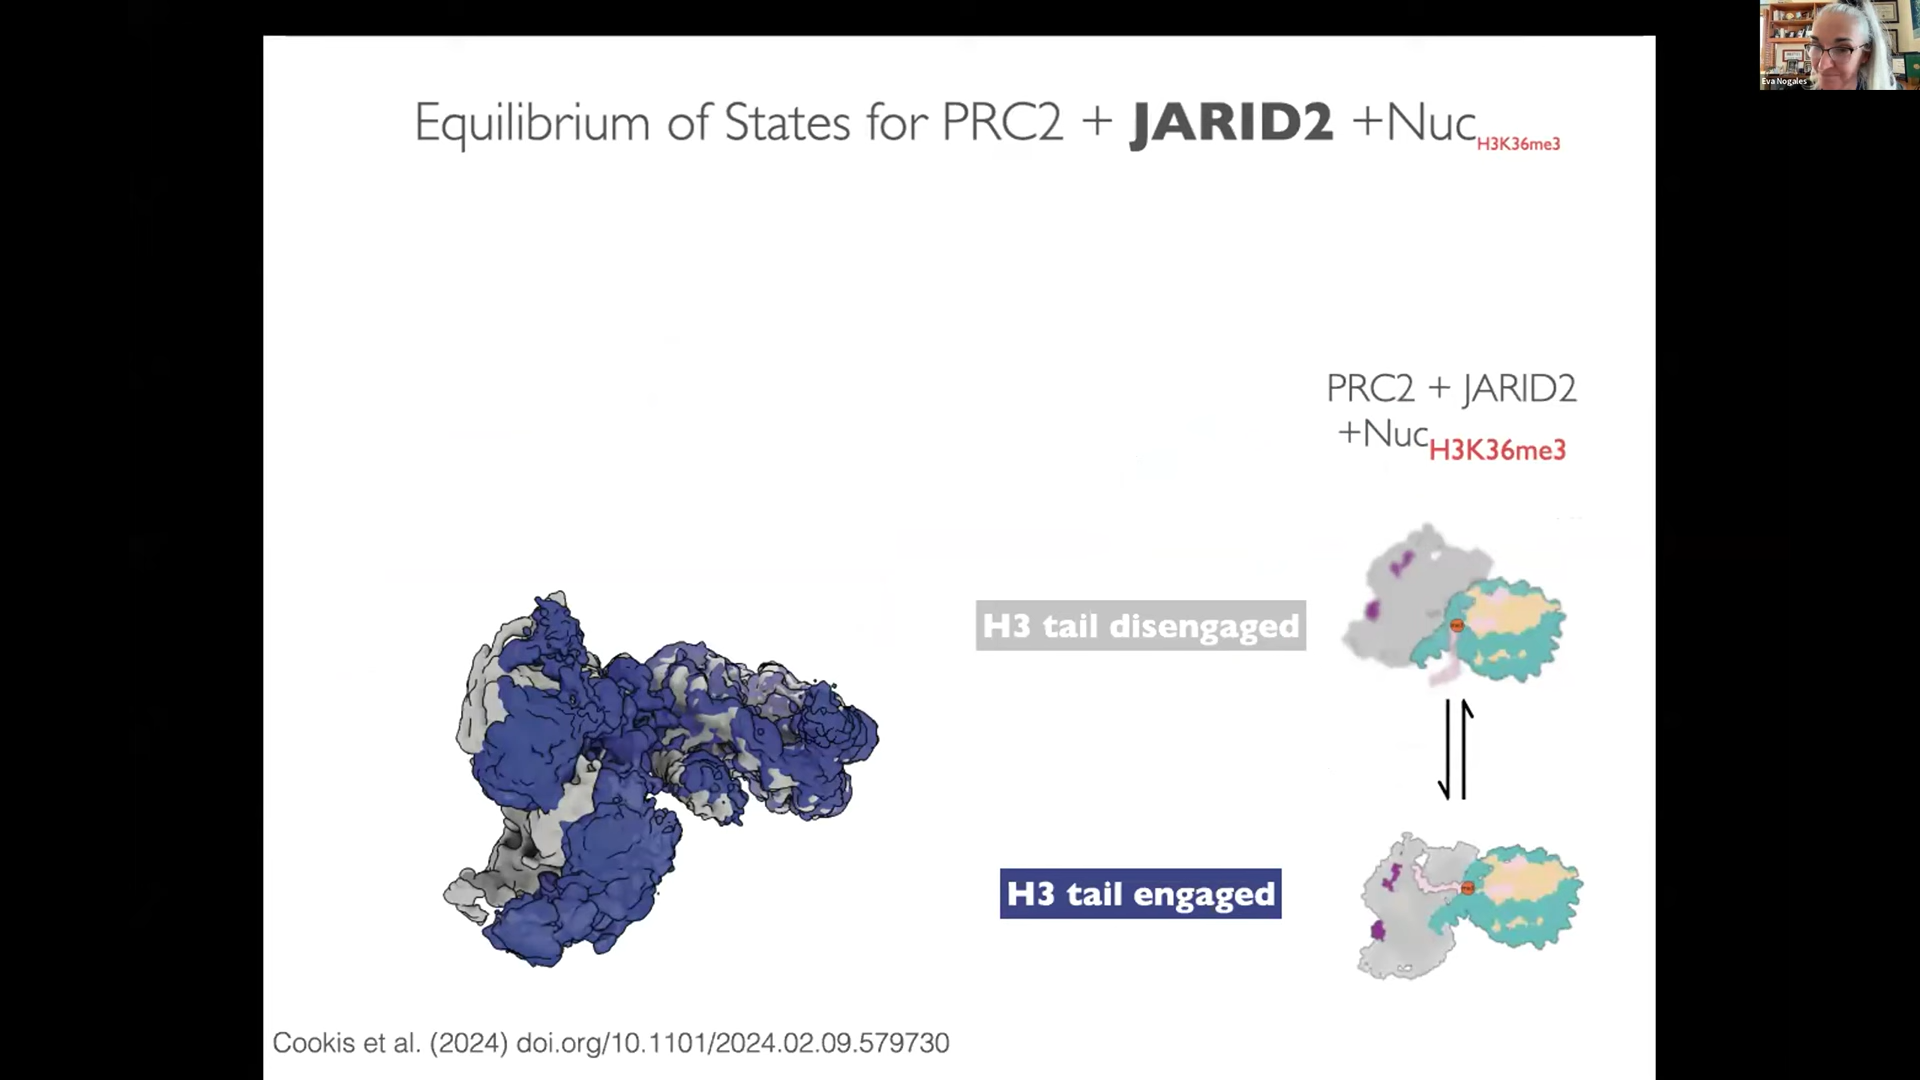 Eva Nogales
Equilibrium of States for PRC2 + JARID2 +Nuc H3K36me3
PRC2 + JARID2
+Nuc H3K36me3
H3 tail disengaged
H3 tail engaged
Cookis et al. (2024) doi.org/10.1101/2024.02.09.579730